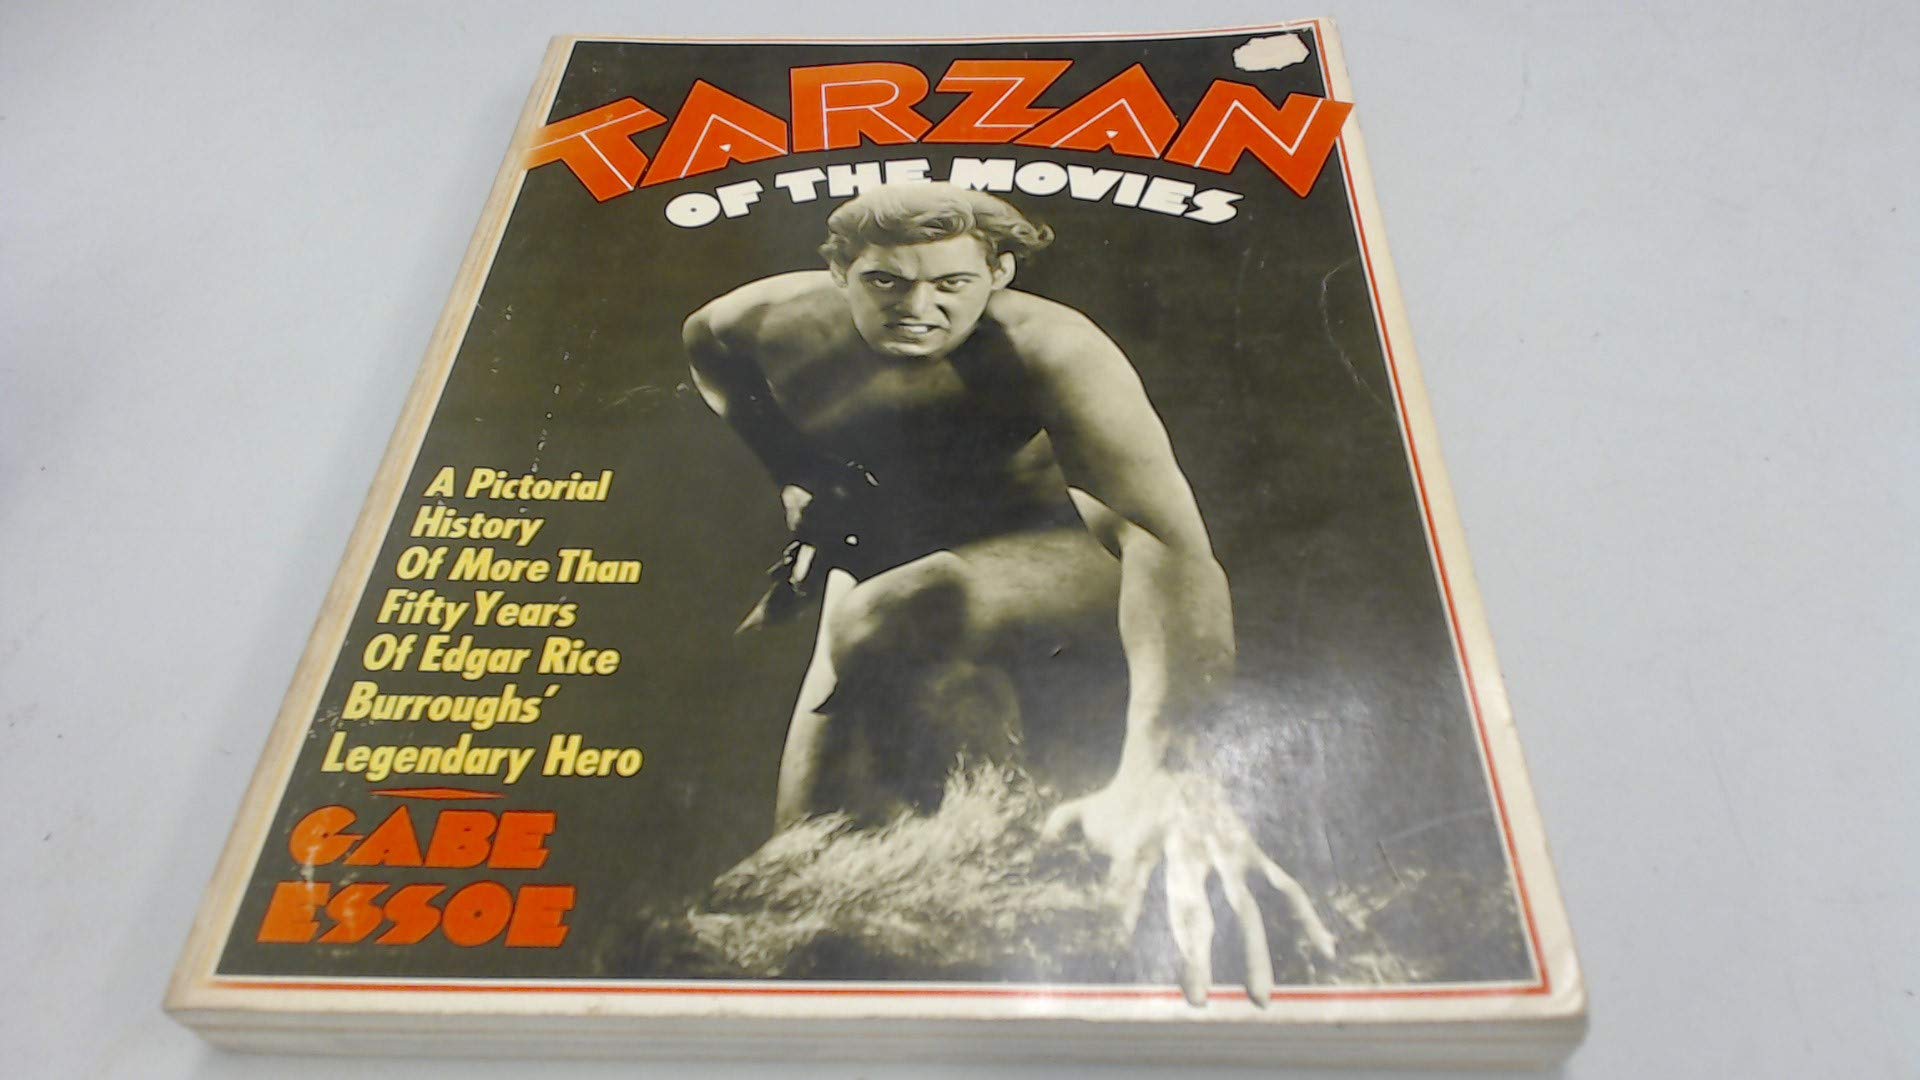 TARZAN
OF THE MOVIES
A Pictorial
History
Of More Than
Fifty Years
Of Edgar Rice
Burroughs'
Legendary Hero
GABE
ESSOE